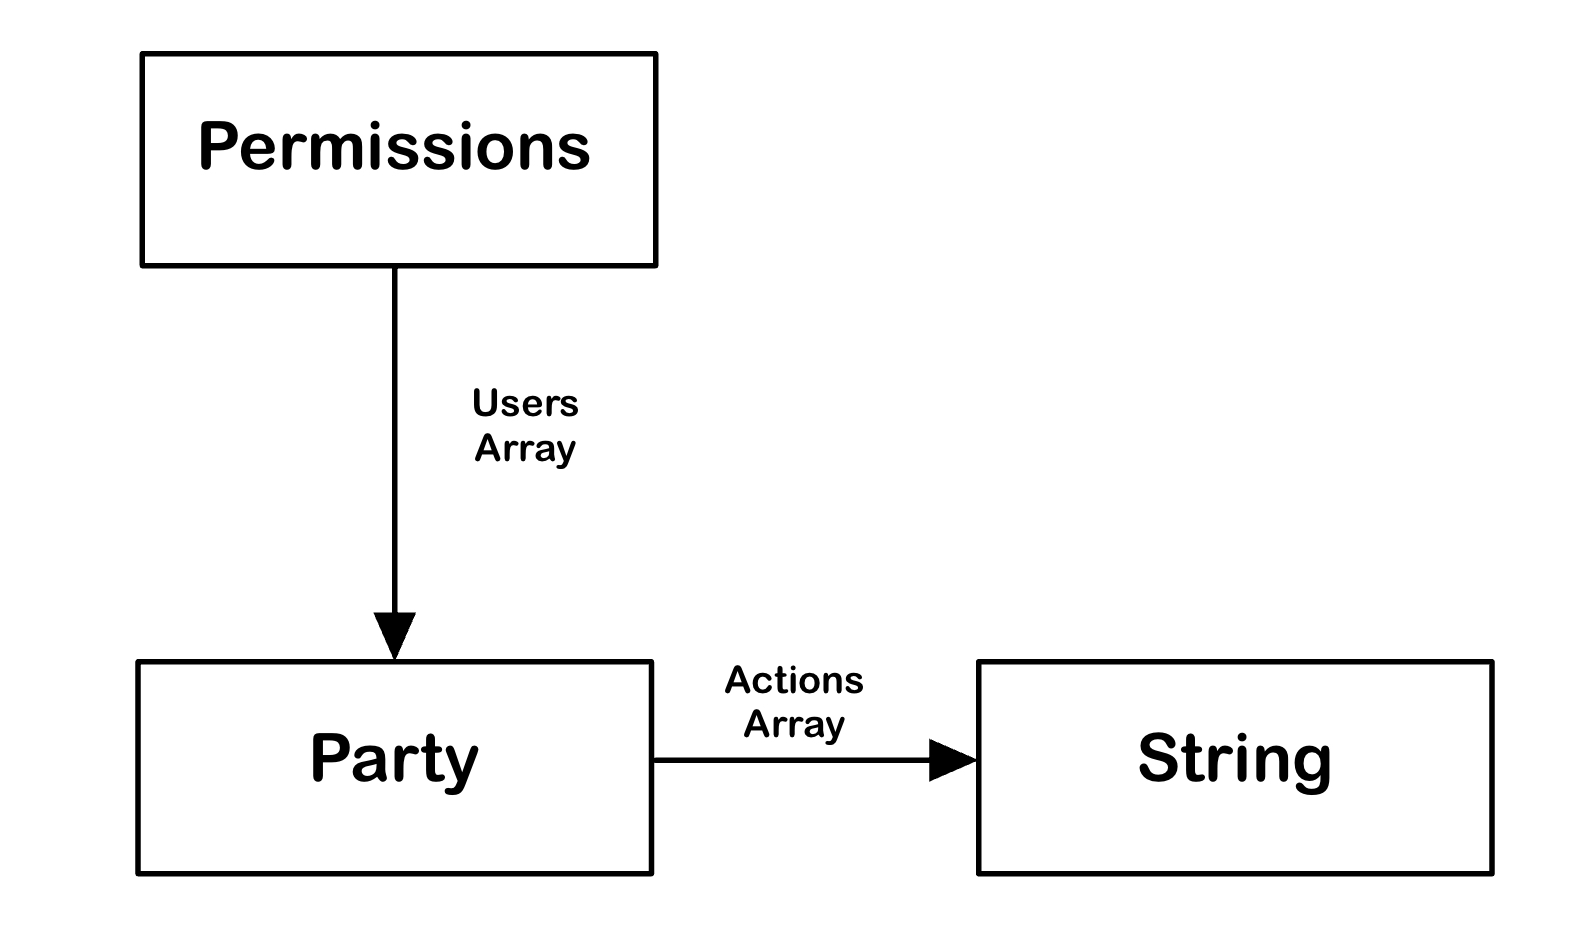 Permissions
Users
Array
Actions
Array
Party
String